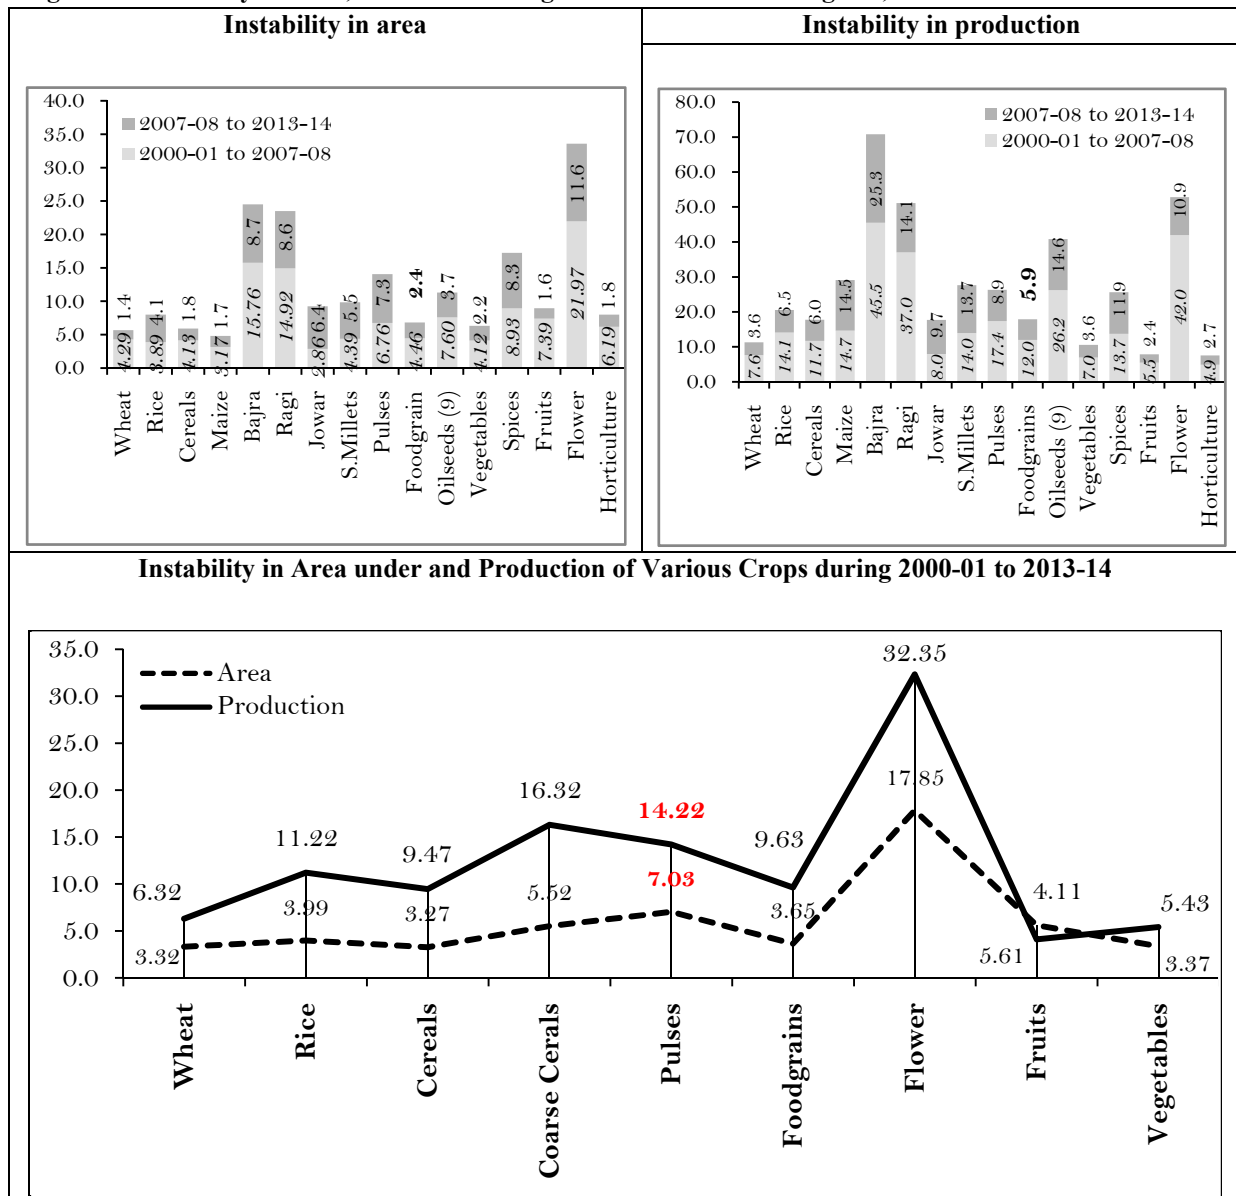 Instability in area
Instability in production
40.0
35.0
30.0
25.0
20.0
15.0
10.0
5.0
0.0
2007-08 to 2013-14
2000-01 to 2007-08
1.4
4.1
1.8
1.7
8.7
8.6
6.4
5.5
7.3
2.4
3.7
2.2
8.3
1.6
11.6
1.8
4.29
3.89
4.13
3.17
15.76
14.92
2.86
4.39
6.76
4.46
7.60
4.12
8.93
7.39
21.97
6.19
Wheat
Rice
Cereals
Maize
Bajra
Ragi
Jowar
S.Millets
Pulses
Foodgrain
Oilseeds (9)
Vegetables
Spices
Fruits
Flower
Horticulture
80.0
70.0
60.0
50.0
40.0
30.0
20.0
10.0
0.0
2007-08 to 2013-14
2000-01 to 2007-08
3.6
6.5
6.0
14.5
25.3
14.1
9.7
13.7
8.9
5.9
14.6
3.6
11.9
2.4
10.9
2.7
7.6
14.1
11.7
14.7
45.5
37.0
8.0
14.0
17.4
12.0
26.2
7.0
13.7
5.5
42.0
4.9
Wheat
Rice
Cereals
Maize
Bajra
Ragi
Jowar
S.Millets
Pulses
Foodgrains
Oilseeds (9)
Vegetables
Spices
Fruits
Flower
Horticulture
Instability in Area under and Production of Various Crops during 2000-01 to 2013-14
35.0
30.0
25.0
20.0
15.0
10.0
5.0
0.0
Area
Production
6.32
11.22
9.47
16.32
14.22
9.63
32.35
4.11
5.43
3.32
3.99
3.27
5.52
7.03
3.65
17.85
5.61
3.37
Wheat
Rice
Cereals
Coarse Cerals
Pulses
Foodgrains
Flower
Fruits
Vegetables